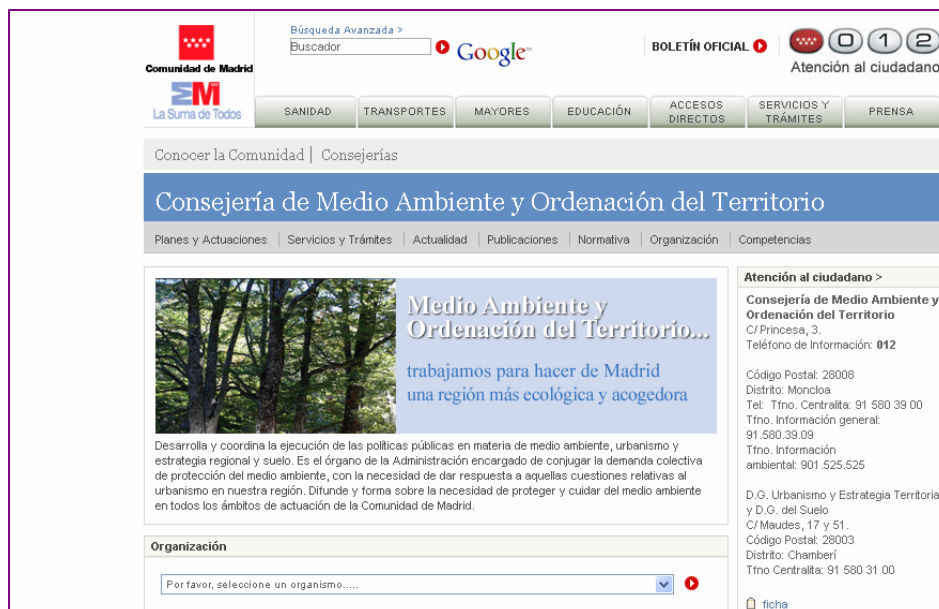 Búsqueda Avanzada >
Buscador
Google
BOLETÍN OFICIAL
0 1 2
Atención al ciudadano
Comunidad de Madrid
EM
La Suma de Todos
SANIDAD
TRANSPORTES
MAYORES
EDUCACIÓN
ACCESOS
DIRECTOS
SERVICIOS Y
TRÁMITES
PRENSA
Conocer la Comunidad | Consejerías
Consejería de Medio Ambiente y Ordenación del Territorio
Planes y Actuaciones | Servicios y Trámites | Actualidad | Publicaciones | Normativa | Organización | Competencias
Medio Ambiente y
Ordenación del Territorio...
trabajamos para hacer de Madrid
una región más ecológica y acogedora
Desarrolla y coordina la ejecución de las políticas públicas en materia de medio ambiente, urbanismo y
estrategia regional y suelo. Es el órgano de la Administración encargado de conjugar la demanda colectiva
de protección del medio ambiente, con la necesidad de dar respuesta a aquellas cuestiones relativas al
urbanismo en nuestra región. Difunde y forma sobre la necesidad de proteger y cuidar del medio ambiente
en todos los ámbitos de actuación de la Comunidad de Madrid.
Organización
Por favor, seleccione un organismo.....
Atención al ciudadano >
Consejería de Medio Ambiente y
Ordenación del Territorio
C/ Princesa, 3.
Teléfono de Información: 012
Código Postal: 28008
Distrito: Moncloa
Tel: Tfno. Centralita: 91 580 39 00
Tfno. Información general:
91.580.39.09
Tfno. Información
ambiental: 901.525.525
D.G. Urbanismo y Estrategia Territoria
y D.G. del Suelo
C/ Maudes, 17 y 51.
Código Postal: 28003
Distrito: Chamberí
Tfno Centralita: 91 580 31 00
ficha